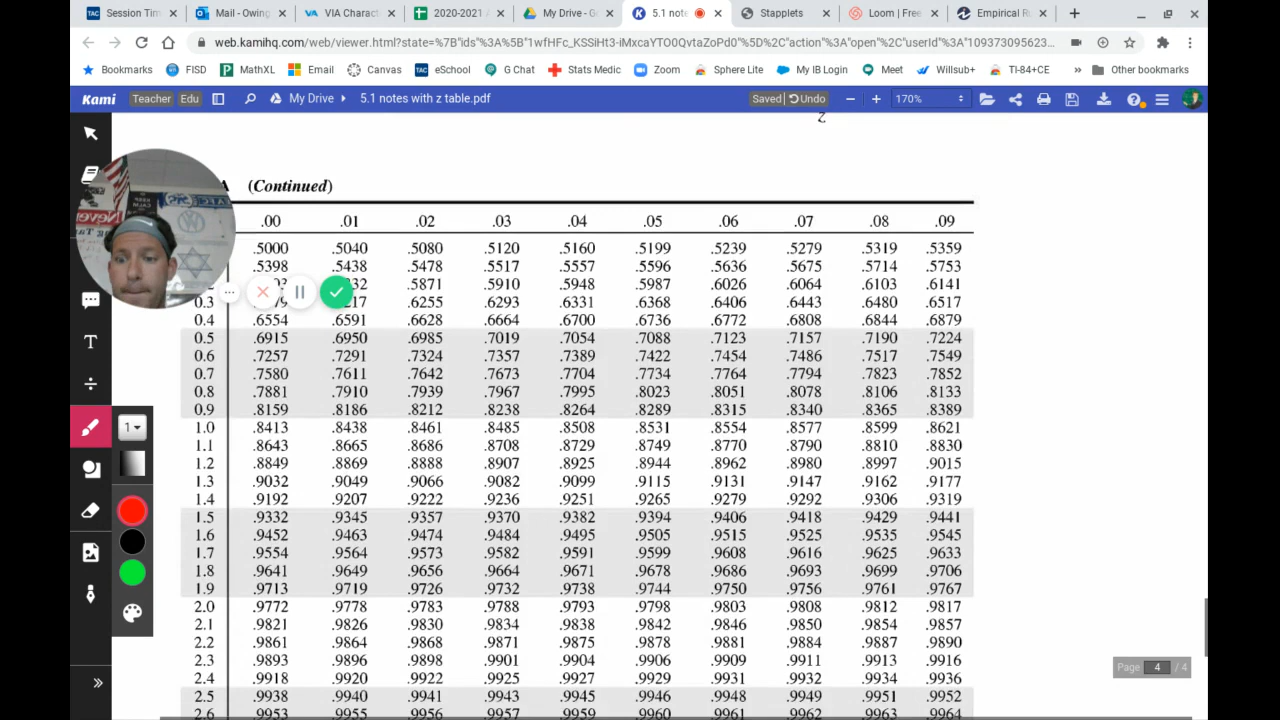 Session Tim
Mail - Owing
VIA Charact
2020-2021 A
My Drive - G
5.1 note
Stapplets
Loom | Free
Empirical R
web.kamihq.com/web/viewer.html?state=%7B"ids"%3A%5B"1wfHFc_KSSiHt3-iMxcaYTO0QvtaZoPd0"%5D%2C"action"%3A"open"%2C"userId"%3A"109373095623...
Bookmarks FISD MathXL Email Canvas eSchool G Chat Stats Medic Zoom Sphere Lite My IB Login Meet Willsub+ TI-84+CE » Other bookmarks
Kami Teacher Edu My Drive 5.1 notes with z table.pdf Saved Undo 170%
z
(Continued)
.00 .01 .02 .03 .04 .05 .06 .07 .08 .09
.5000 .5040 .5080 .5120 .5160 .5199 .5239 .5279 .5319 .5359
.5398 .5438 .5478 .5517 .5557 .5596 .5636 .5675 .5714 .5753
.5871 .5910 .5948 .5987 .6026 .6064 .6103 .6141
0.3 .6255 .6293 .6331 .6368 .6406 .6443 .6480 .6517
0.4 .6554 .6591 .6628 .6664 .6700 .6736 .6772 .6808 .6844 .6879
0.5 .6915 .6950 .6985 .7019 .7054 .7088 .7123 .7157 .7190 .7224
0.6 .7257 .7291 .7324 .7357 .7389 .7422 .7454 .7486 .7517 .7549
0.7 .7580 .7611 .7642 .7673 .7704 .7734 .7764 .7794 .7823 .7852
0.8 .7881 .7910 .7939 .7967 .7995 .8023 .8051 .8078 .8106 .8133
0.9 .8159 .8186 .8212 .8238 .8264 .8289 .8315 .8340 .8365 .8389
1.0 .8413 .8438 .8461 .8485 .8508 .8531 .8554 .8577 .8599 .8621
1.1 .8643 .8665 .8686 .8708 .8729 .8749 .8770 .8790 .8810 .8830
1.2 .8849 .8869 .8888 .8907 .8925 .8944 .8962 .8980 .8997 .9015
1.3 .9032 .9049 .9066 .9082 .9099 .9115 .9131 .9147 .9162 .9177
1.4 .9192 .9207 .9222 .9236 .9251 .9265 .9279 .9292 .9306 .9319
1.5 .9332 .9345 .9357 .9370 .9382 .9394 .9406 .9418 .9429 .9441
1.6 .9452 .9463 .9474 .9484 .9495 .9505 .9515 .9525 .9535 .9545
1.7 .9554 .9564 .9573 .9582 .9591 .9599 .9608 .9616 .9625 .9633
1.8 .9641 .9649 .9656 .9664 .9671 .9678 .9686 .9693 .9699 .9706
1.9 .9713 .9719 .9726 .9732 .9738 .9744 .9750 .9756 .9761 .9767
2.0 .9772 .9778 .9783 .9788 .9793 .9798 .9803 .9808 .9812 .9817
2.1 .9821 .9826 .9830 .9834 .9838 .9842 .9846 .9850 .9854 .9857
2.2 .9861 .9864 .9868 .9871 .9875 .9878 .9881 .9884 .9887 .9890
2.3 .9893 .9896 .9898 .9901 .9904 .9906 .9909 .9911 .9913 .9916
2.4 .9918 .9920 .9922 .9925 .9927 .9929 .9931 .9932 .9934 .9936
2.5 .9938 .9940 .9941 .9943 .9945 .9946 .9948 .9949 .9951 .9952
2.6 .9953 .9955 .9956 .9957 .9959 .9960 .9961 .9962 .9963 .9964
1
Page 4 / 4